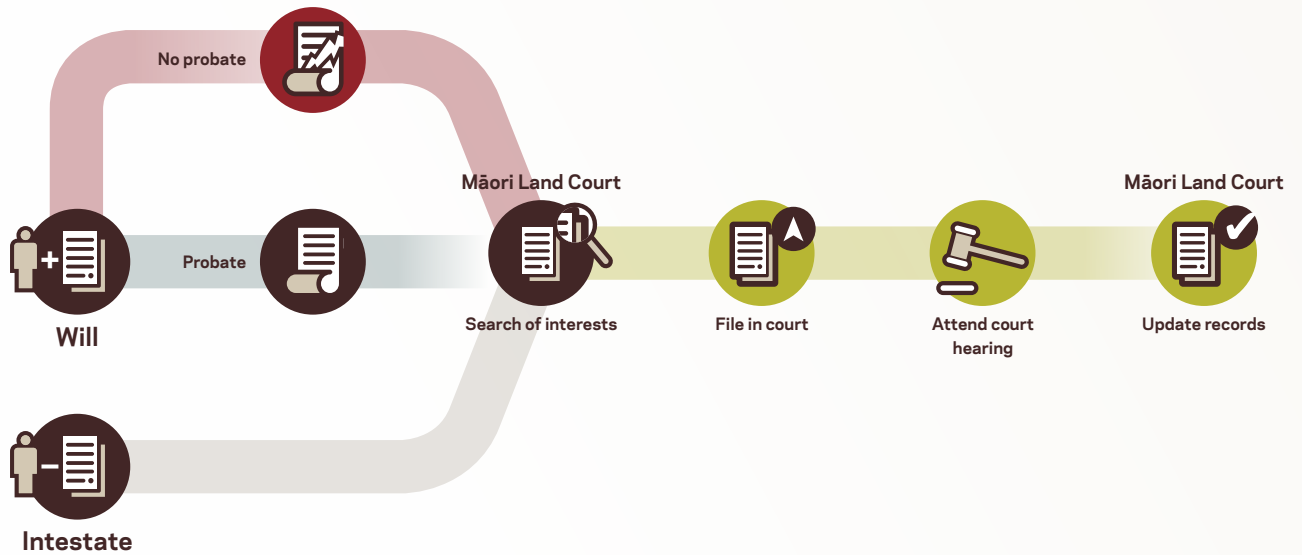 No probate
Māori Land Court
Māori Land Court
Probate
Will
Search of interests
File in court
Attend court
hearing
Update records
Intestate